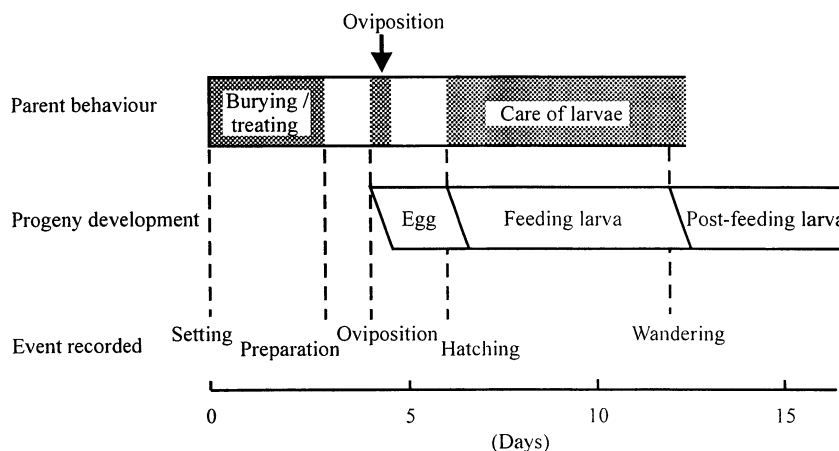 Oviposition
Parent behaviour
Burying /
treating
Care of larvae
Progeny development
Egg
Feeding larva
Post-feeding larva
Event recorded
Setting
Preparation
Oviposition
Hatching
Wandering
0
5
10
15
(Days)